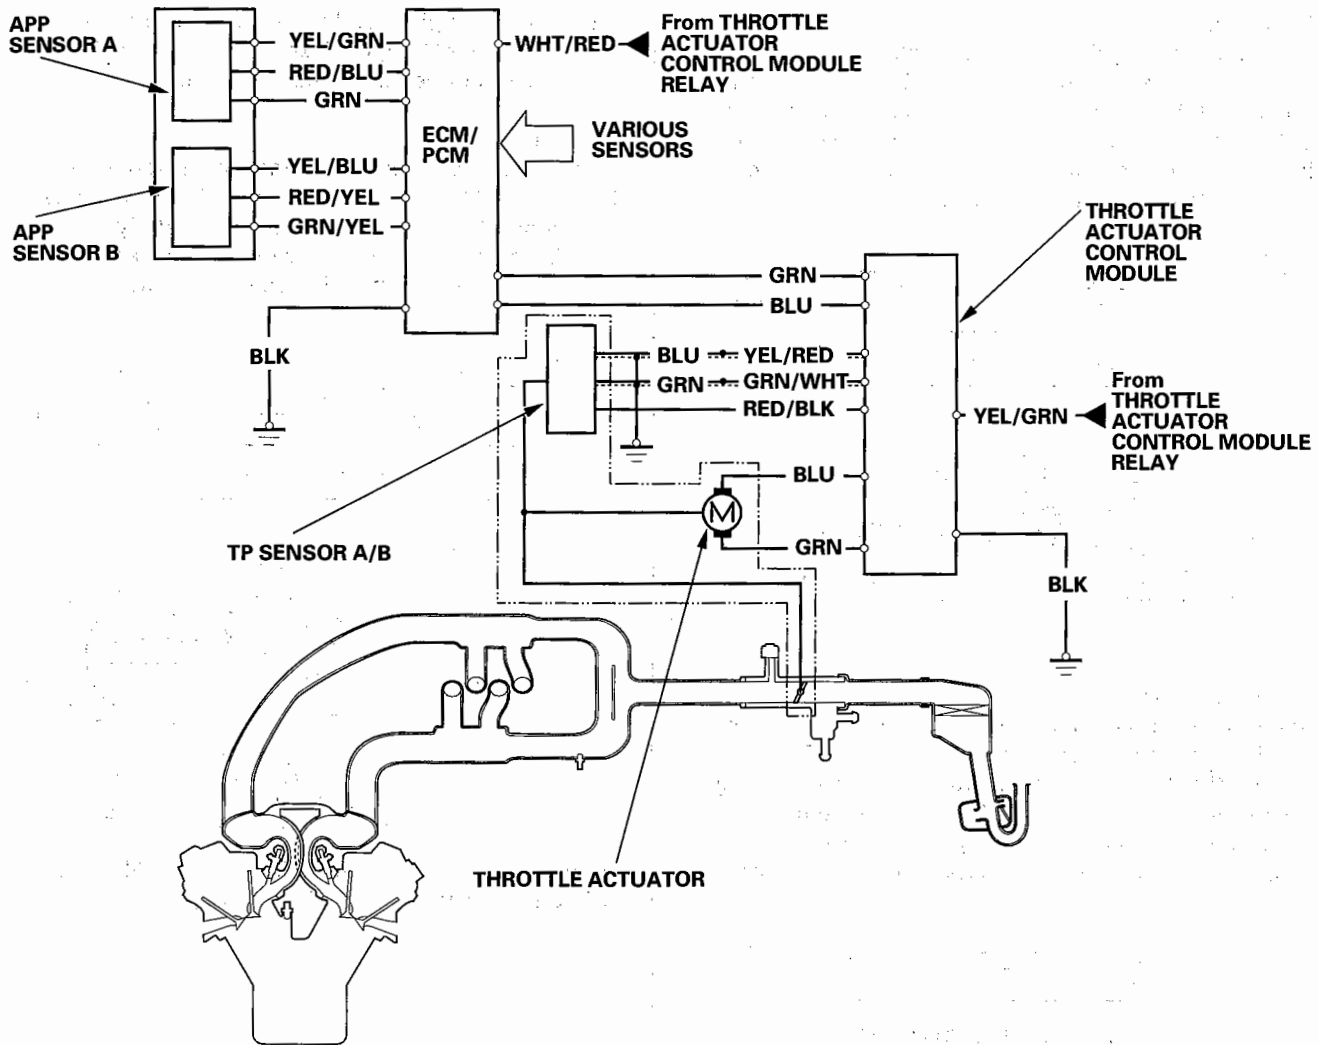 APP
SENSOR A
YEL/GRN
RED/BLU
GRN
YEL/BLU
RED/YEL
GRN/YEL
APP
SENSOR B
ECM/
PCM
WHT/RED
From THROTTLE
ACTUATOR
CONTROL MODULE
RELAY
VARIOUS
SENSORS
THROTTLE
ACTUATOR
CONTROL
MODULE
GRN
BLU
BLK
BLU
YEL/RED
GRN
GRN/WHT
RED/BLK
YEL/GRN
From
THROTTLE
ACTUATOR
CONTROL MODULE
RELAY
BLU
M
GRN
TP SENSOR A/B
BLK
THROTTLE ACTUATOR